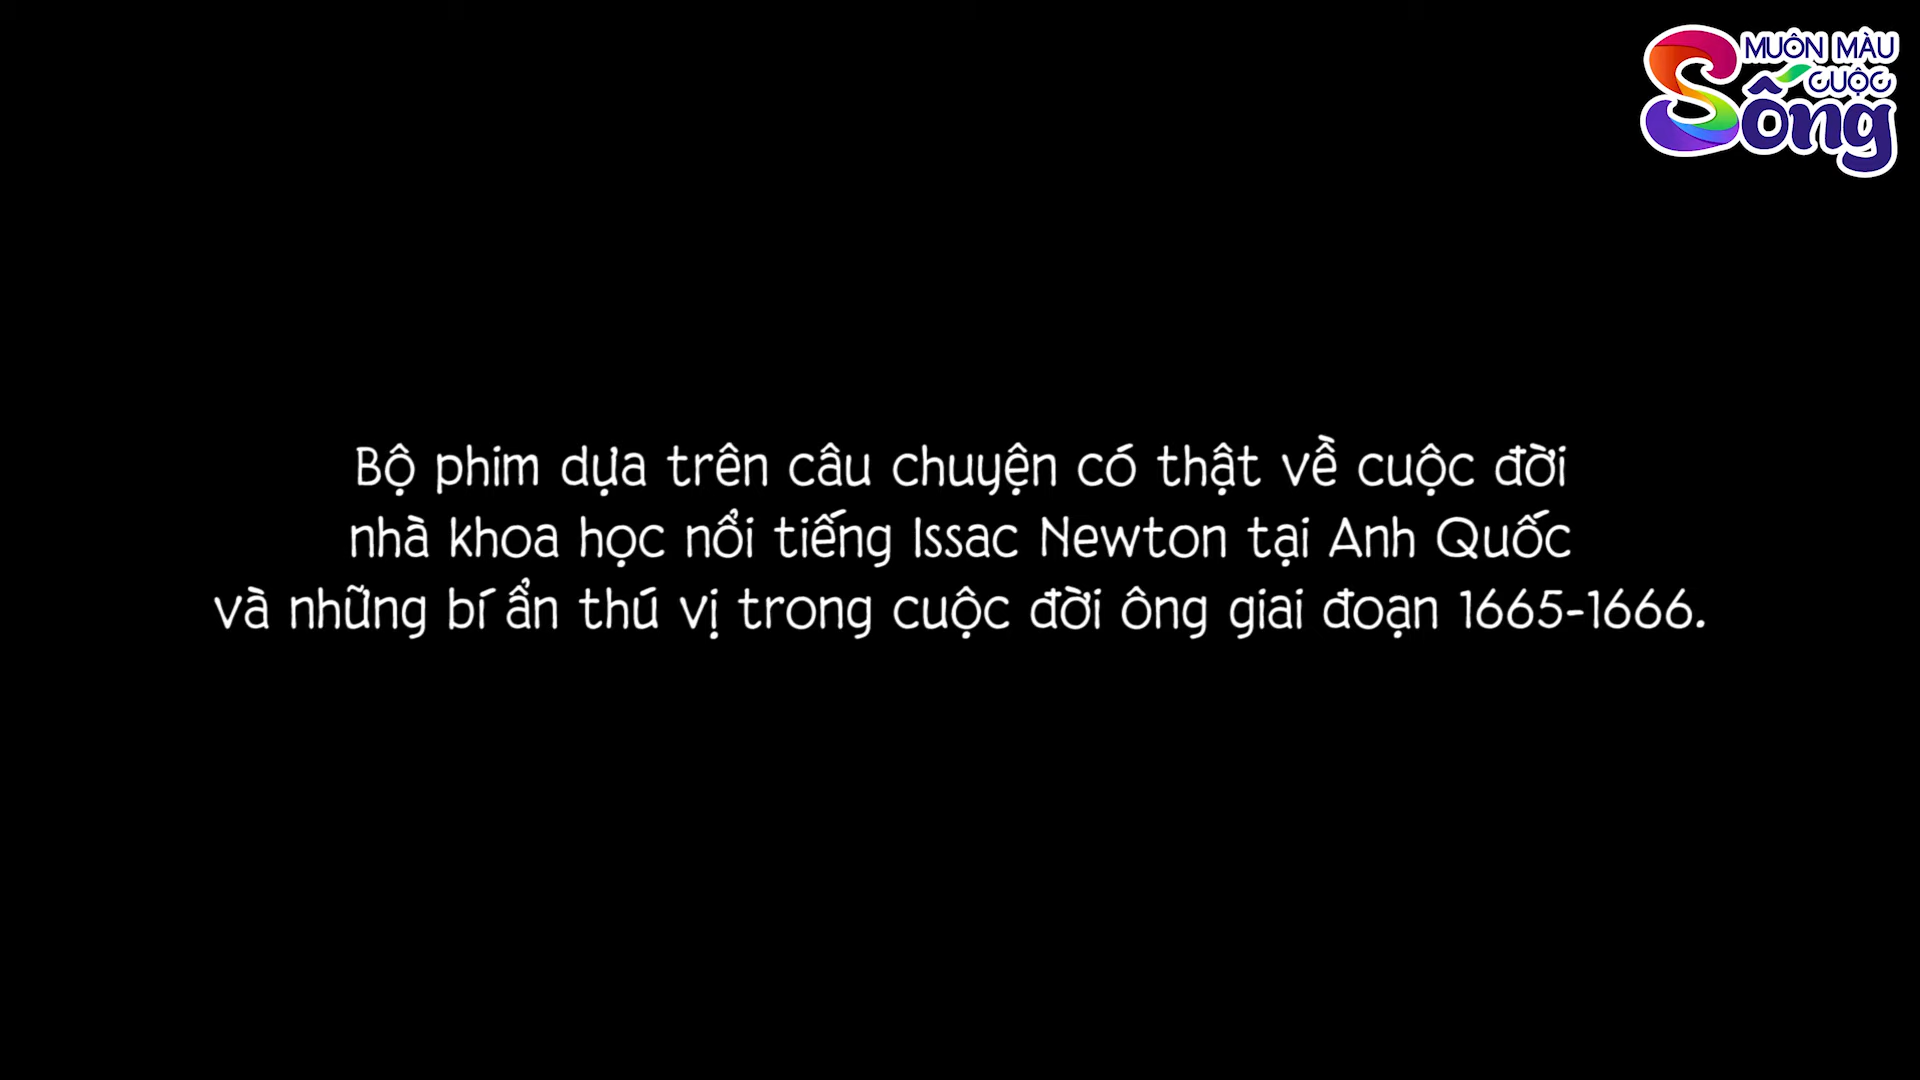 MUÔN MÀU
CUỘC
Sống
Bộ phim dựa trên câu chuyện có thật về cuộc đời
nhà khoa học nổi tiếng Issac Newton tại Anh Quốc
và những bí ẩn thú vị trong cuộc đời ông giai đoạn 1665-1666.